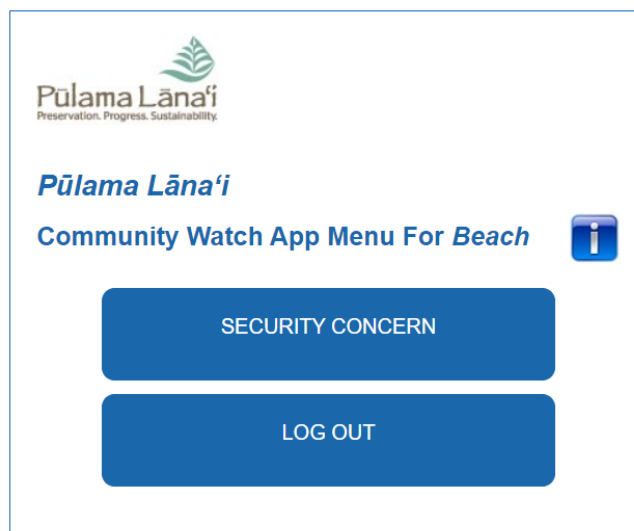 Pūlama Lāna‘i
Preservation. Progress. Sustainability.
Pūlama Lāna‘i
Community Watch App Menu For Beach
i
SECURITY CONCERN
LOG OUT